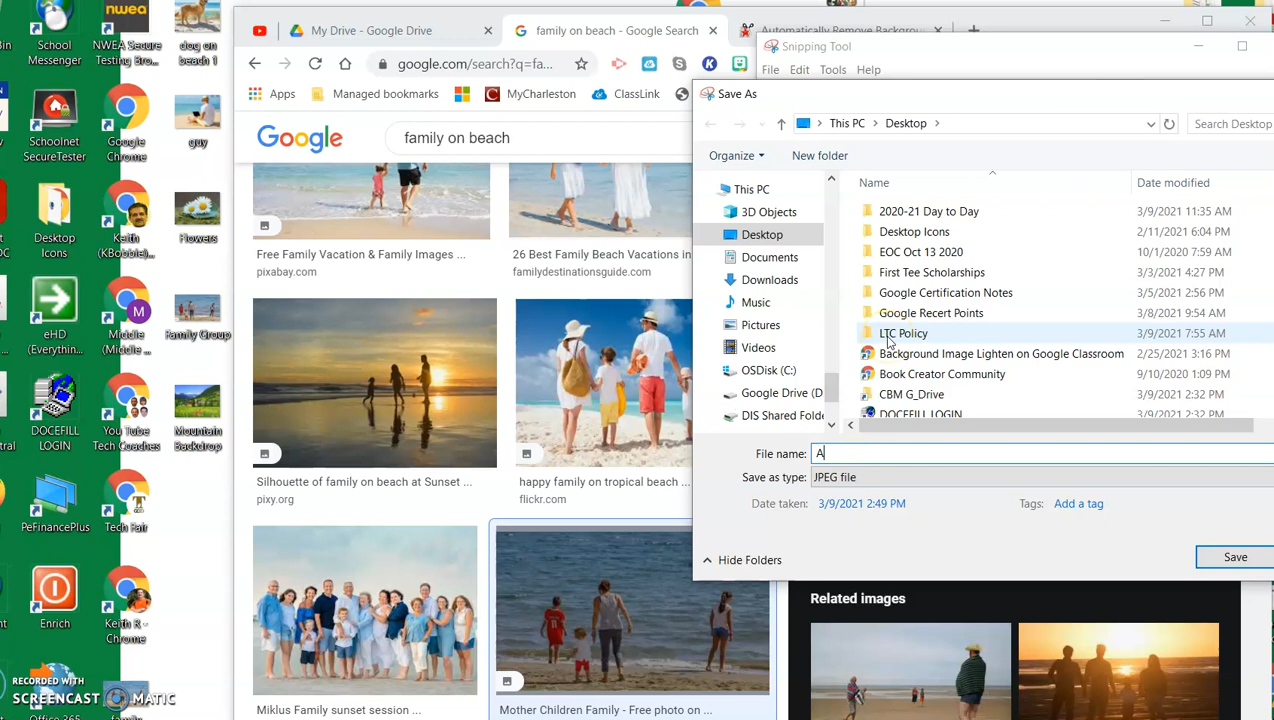 School
Messenger
NWEA Secure
Testing Bro...
dog on
beach 1
Schoolnet
SecureTester
Google
Chrome
guy
Desktop
Icons
Keith
(KBobble)...
Flowers
eHD
(Everythin...
M
Middle
(Middle ...
Family Group
DOCEFILL
LOGIN
You Tube
Tech Coaches
Mountain
Backdrop
PeFinancePlus
Tech Fair
Enrich
Keith R -
Chrome
RECORDED WITH
SCREENCAST MATIC
Office 365
nwea
My Drive - Google Drive
family on beach - Google Search
Automatically Remove Backgrou
google.com/search?q=fa...
Apps
Managed bookmarks
MyCharleston
ClassLink
Google
family on beach
Free Family Vacation & Family Images ...
pixabay.com
26 Best Family Beach Vacations in
familydestinationsguide.com
Silhouette of family on beach at Sunset ...
pixy.org
happy family on tropical beach ...
flickr.com
Miklus Family sunset session ...
Mother Children Family - Free photo on ...
Related images
Snipping Tool
File Edit Tools Help
Save As
This PC > Desktop >
Search Desktop
Organize
New folder
This PC
3D Objects
Desktop
Documents
Downloads
Music
Pictures
Videos
OSDisk (C:)
Google Drive (D
DIS Shared Folde
Name Date modified
2020-21 Day to Day 3/9/2021 11:35 AM
Desktop Icons 2/11/2021 6:04 PM
EOC Oct 13 2020 10/1/2020 7:59 AM
First Tee Scholarships 3/3/2021 4:27 PM
Google Certification Notes 3/5/2021 2:56 PM
Google Recert Points 3/8/2021 9:54 AM
LTC Policy 3/9/2021 7:55 AM
Background Image Lighten on Google Classroom 2/25/2021 3:16 PM
Book Creator Community 9/10/2020 1:09 PM
CBM G_Drive 3/9/2021 2:32 PM
DOCEFILL LOGIN 3/9/2021 2:32 PM
File name: A
Save as type: JPEG file
Date taken: 3/9/2021 2:49 PM
Tags: Add a tag
Hide Folders
Save